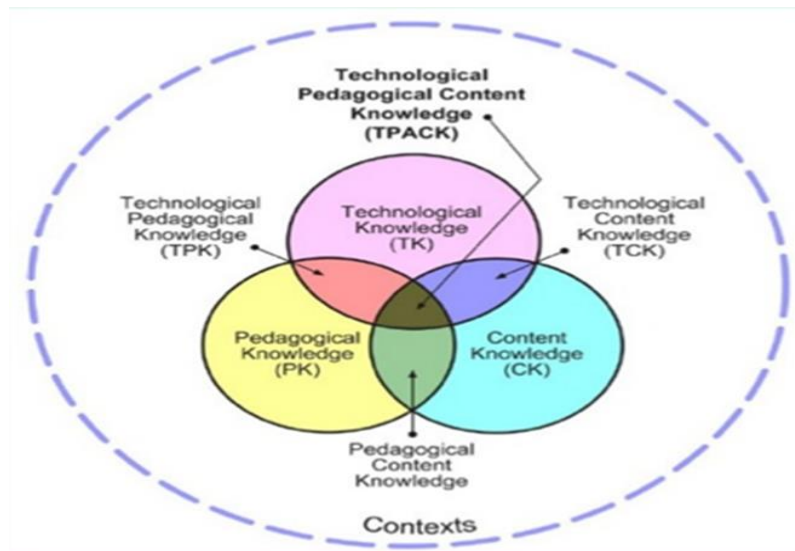 Technological
Pedagogical Content
Knowledge
(TPACK)
Technological
Pedagogical
Knowledge
(TPK)
Technological
Knowledge
(TK)
Technological
Content
Knowledge
(TCK)
Pedagogical
Knowledge
(PK)
Content
Knowledge
(CK)
Pedagogical
Content
Knowledge
Contexts